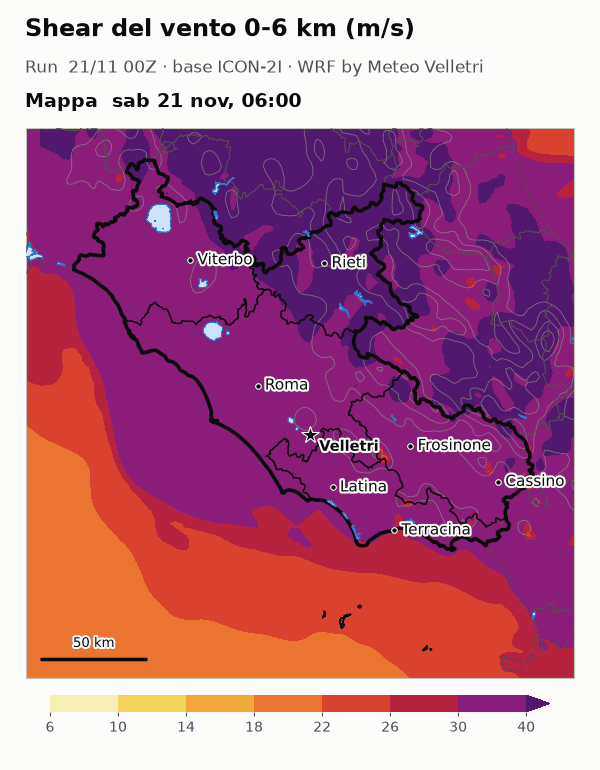 Shear del vento 0-6 km (m/s)
Run 21/11 00Z · base ICON-2I · WRF by Meteo Velletri
Mappa sab 21 nov, 06:00
Viterbo
Rieti
Roma
Velletri
Frosinone
Latina
Cassino
Terracina
50 km
6 10 14 18 22 26 30 40